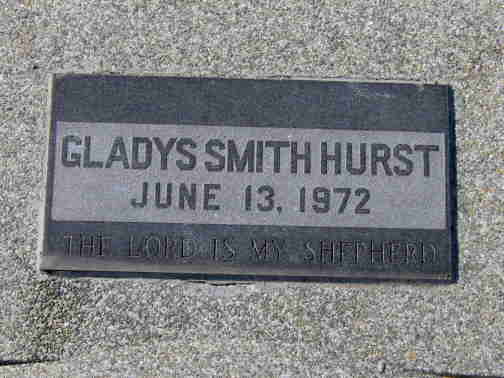 GLADYS SMITH HURST
JUNE 13, 1972
THE LORD IS MY SHEPHERD